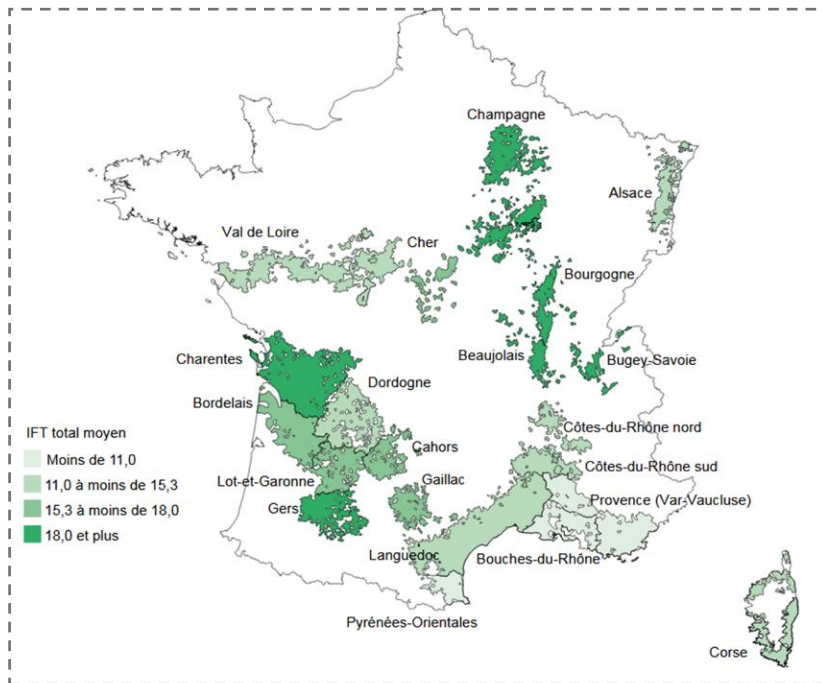 Champagne
Alsace
Val de Loire
Cher
Bourgogne
Charentes
Beaujolais
Bugey-Savoie
Dordogne
Bordelais
Côtes-du-Rhône nord
IFT total moyen
Cahors
Moins de 11,0
Côtes-du-Rhône sud
11,0 à moins de 15,3
Lot-et-Garonne
Gaillac
Provence (Var-Vaucluse)
15,3 à moins de 18,0
Gers
18,0 et plus
Languedoc
Bouches-du-Rhône
Pyrénées-Orientales
Corse